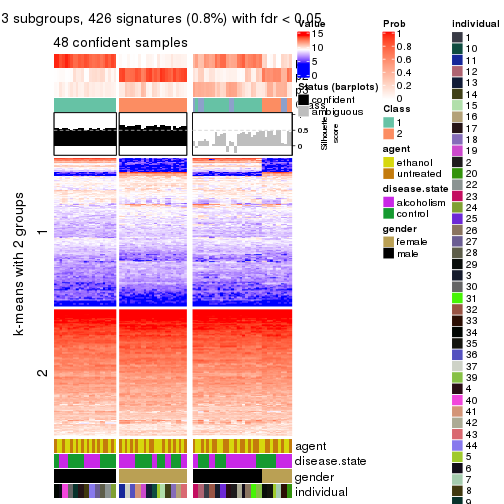 3 subgroups, 426 signatures (0.8%) with fdr < 0.05
48 confident samples
p1
p2
p3
Class
1
0.5
0
Silhouette
score
k-means with 2 groups
1
2
agent
disease.state
gender
individual
Value
15
10
5
0
Status (barplots)
confident
ambiguous
Prob
1
0.8
0.6
0.4
0.2
0
Class
1
2
agent
ethanol
untreated
disease.state
alcoholism
control
gender
female
male
individual
1
10
11
12
13
14
15
16
17
18
19
2
20
22
23
24
25
26
27
28
29
3
30
31
32
33
34
35
36
37
39
4
40
41
42
43
44
5
6
7
8
9